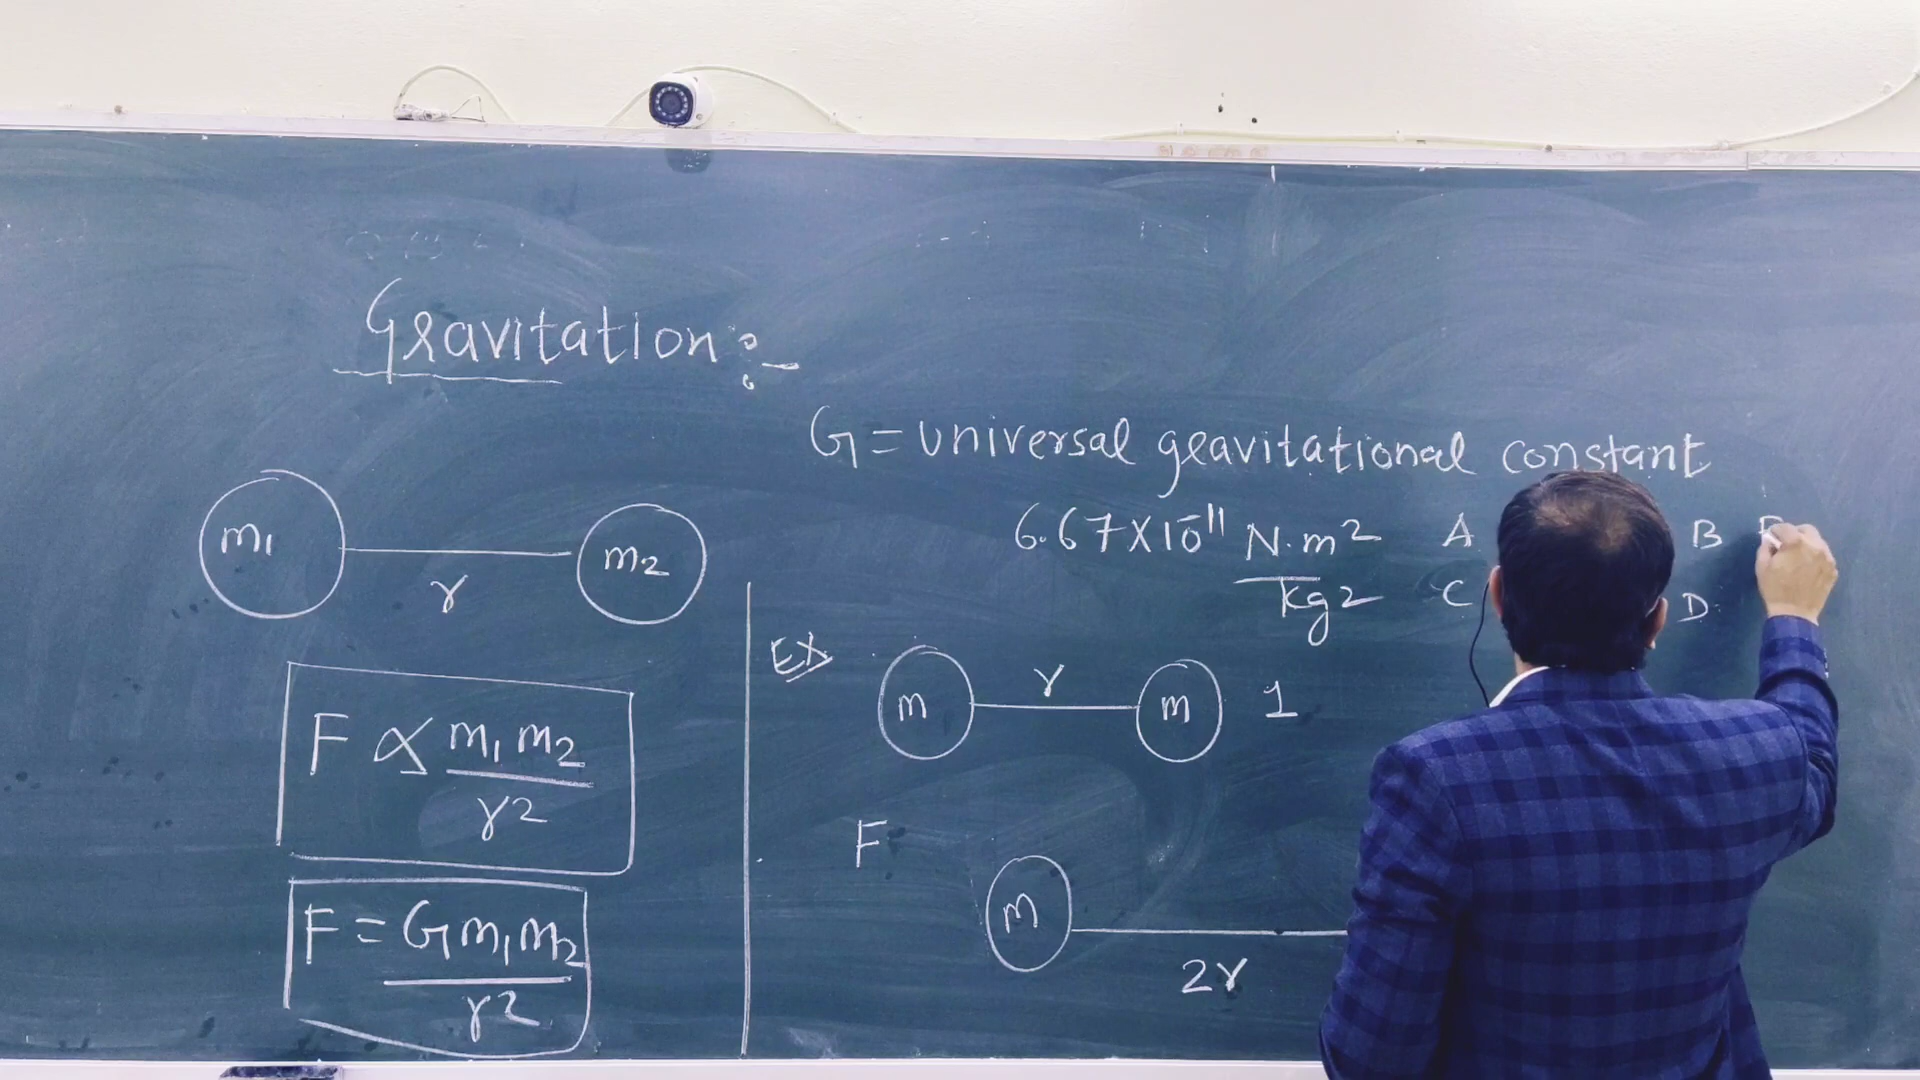 Gravitation:-
G = universal gravitational constant
6.67 X 10⁻¹¹ N.m²
kg2
A
B
C
D
m₁
r
m₂
F ∝ m₁ m₂
r²
F = G m₁ m₂
r²
Ex
m
r
m
1
F
m
2r